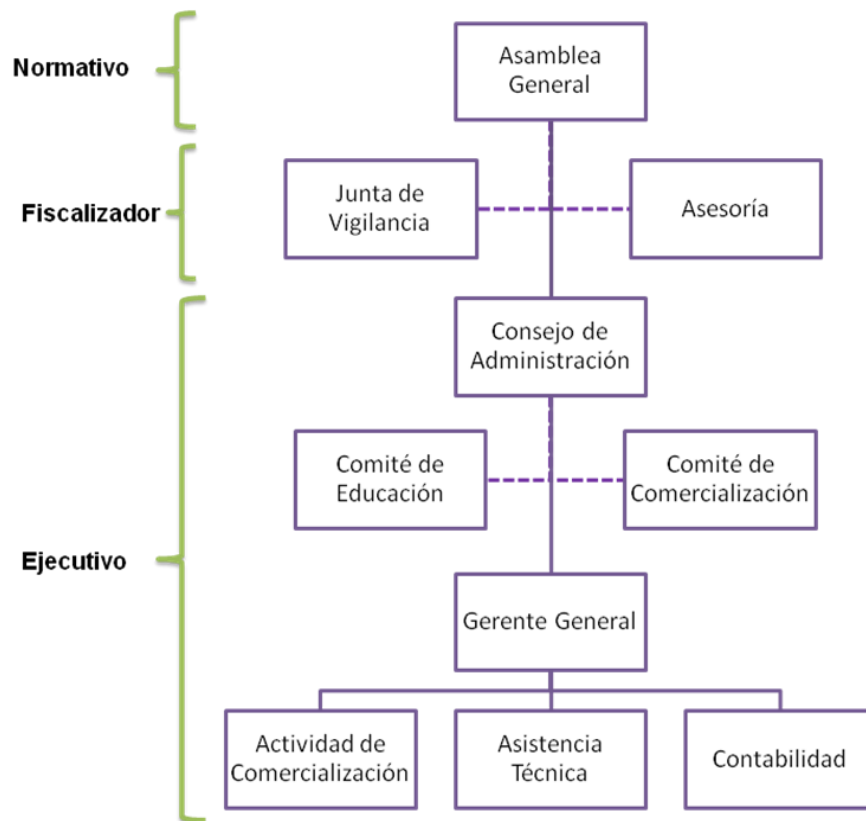 Normativo
Asamblea
General
Fiscalizador
Junta de
Vigilancia
Asesoría
Ejecutivo
Consejo de
Administración
Comité de
Educación
Comité de
Comercialización
Gerente General
Actividad de
Comercialización
Asistencia
Técnica
Contabilidad